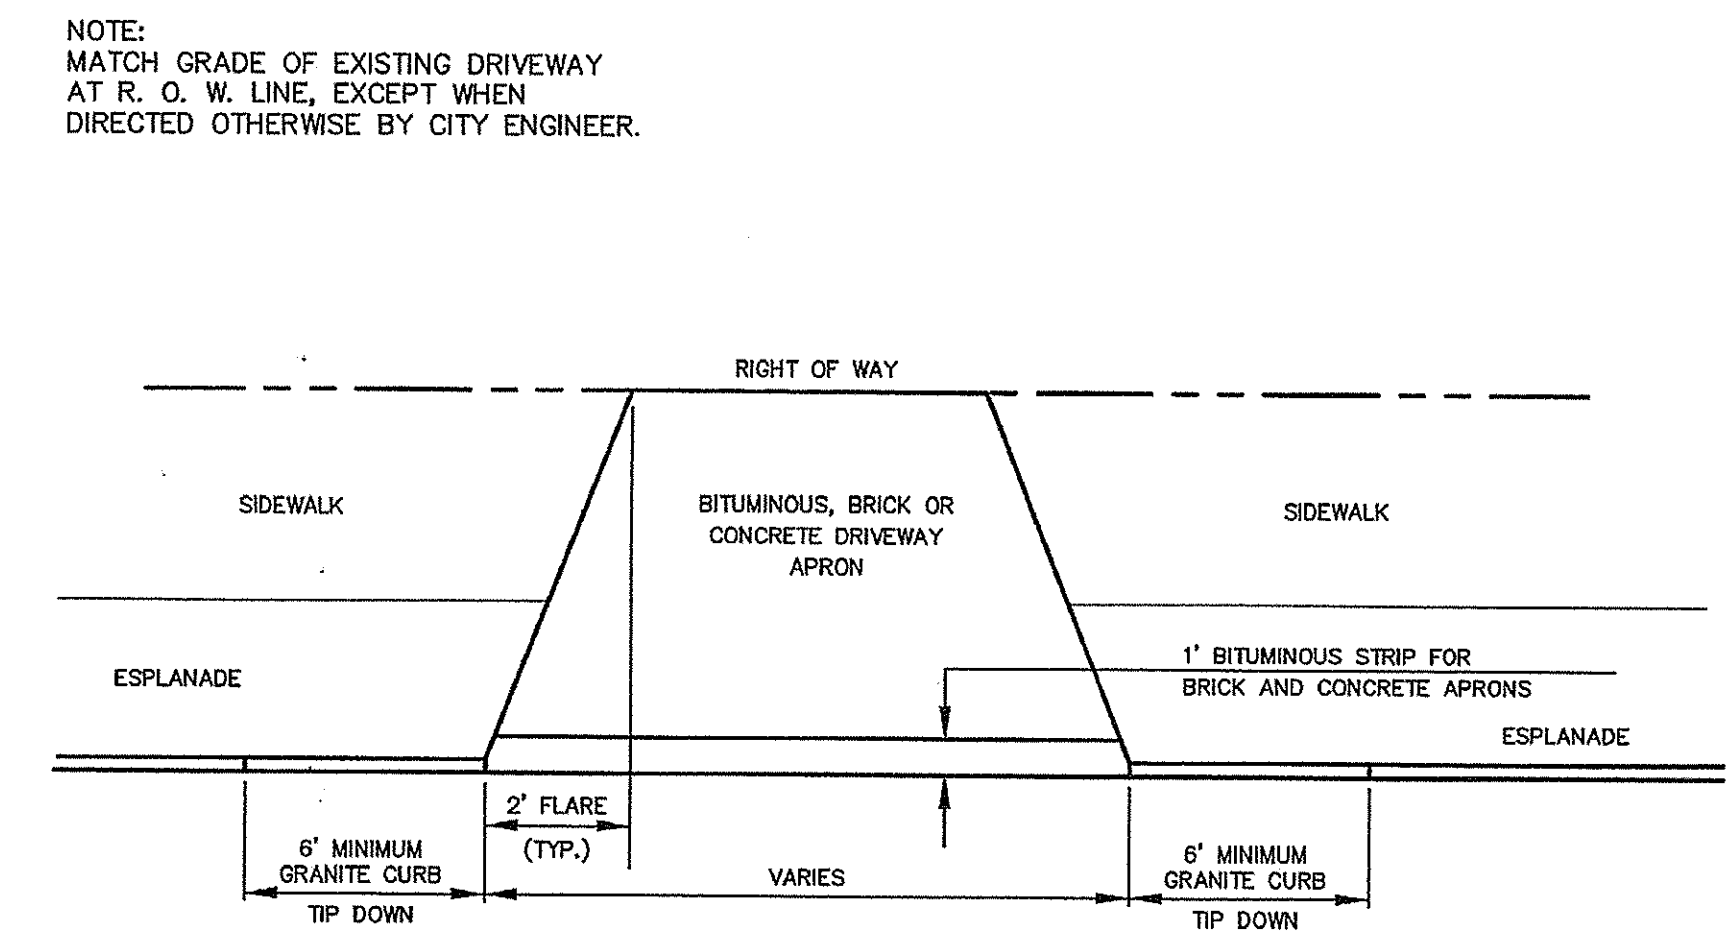 NOTE:
MATCH GRADE OF EXISTING DRIVEWAY
AT R. O. W. LINE, EXCEPT WHEN
DIRECTED OTHERWISE BY CITY ENGINEER.
RIGHT OF WAY
SIDEWALK
BITUMINOUS, BRICK OR
CONCRETE DRIVEWAY
APRON
SIDEWALK
ESPLANADE
1' BITUMINOUS STRIP FOR
BRICK AND CONCRETE APRONS
ESPLANADE
2' FLARE
(TYP.)
6' MINIMUM
GRANITE CURB
TIP DOWN
VARIES
6' MINIMUM
GRANITE CURB
TIP DOWN